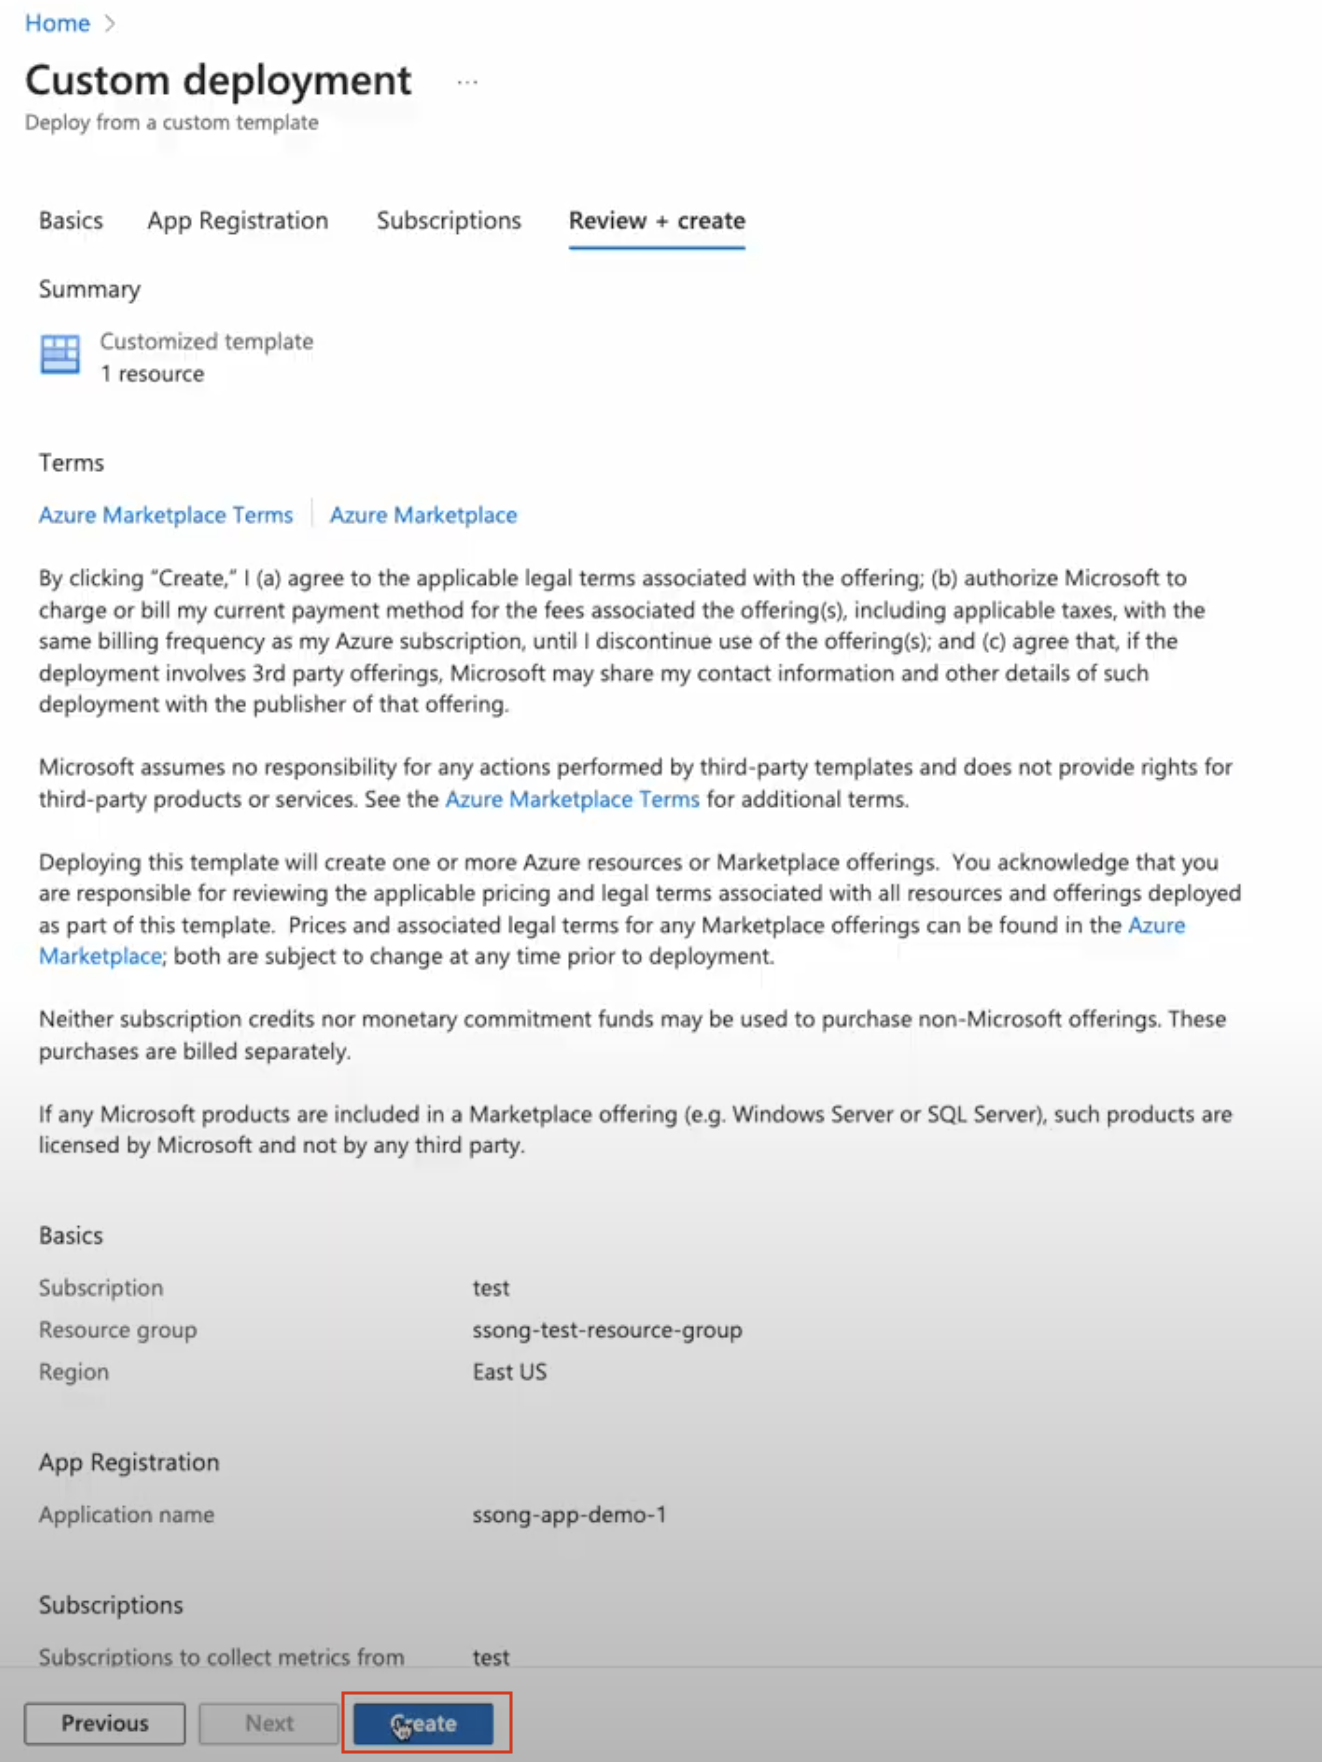 Home >
Custom deployment ...
Deploy from a custom template
Basics App Registration Subscriptions Review + create
Summary
Customized template
1 resource
Terms
Azure Marketplace Terms | Azure Marketplace
By clicking “Create,” I (a) agree to the applicable legal terms associated with the offering; (b) authorize Microsoft to
charge or bill my current payment method for the fees associated the offering(s), including applicable taxes, with the
same billing frequency as my Azure subscription, until I discontinue use of the offering(s); and (c) agree that, if the
deployment involves 3rd party offerings, Microsoft may share my contact information and other details of such
deployment with the publisher of that offering.
Microsoft assumes no responsibility for any actions performed by third-party templates and does not provide rights for
third-party products or services. See the Azure Marketplace Terms for additional terms.
Deploying this template will create one or more Azure resources or Marketplace offerings. You acknowledge that you
are responsible for reviewing the applicable pricing and legal terms associated with all resources and offerings deployed
as part of this template. Prices and associated legal terms for any Marketplace offerings can be found in the Azure
Marketplace; both are subject to change at any time prior to deployment.
Neither subscription credits nor monetary commitment funds may be used to purchase non-Microsoft offerings. These
purchases are billed separately.
If any Microsoft products are included in a Marketplace offering (e.g. Windows Server or SQL Server), such products are
licensed by Microsoft and not by any third party.
Basics
Subscription test
Resource group ssong-test-resource-group
Region East US
App Registration
Application name ssong-app-demo-1
Subscriptions
Subscriptions to collect metrics from test
Previous Next Create